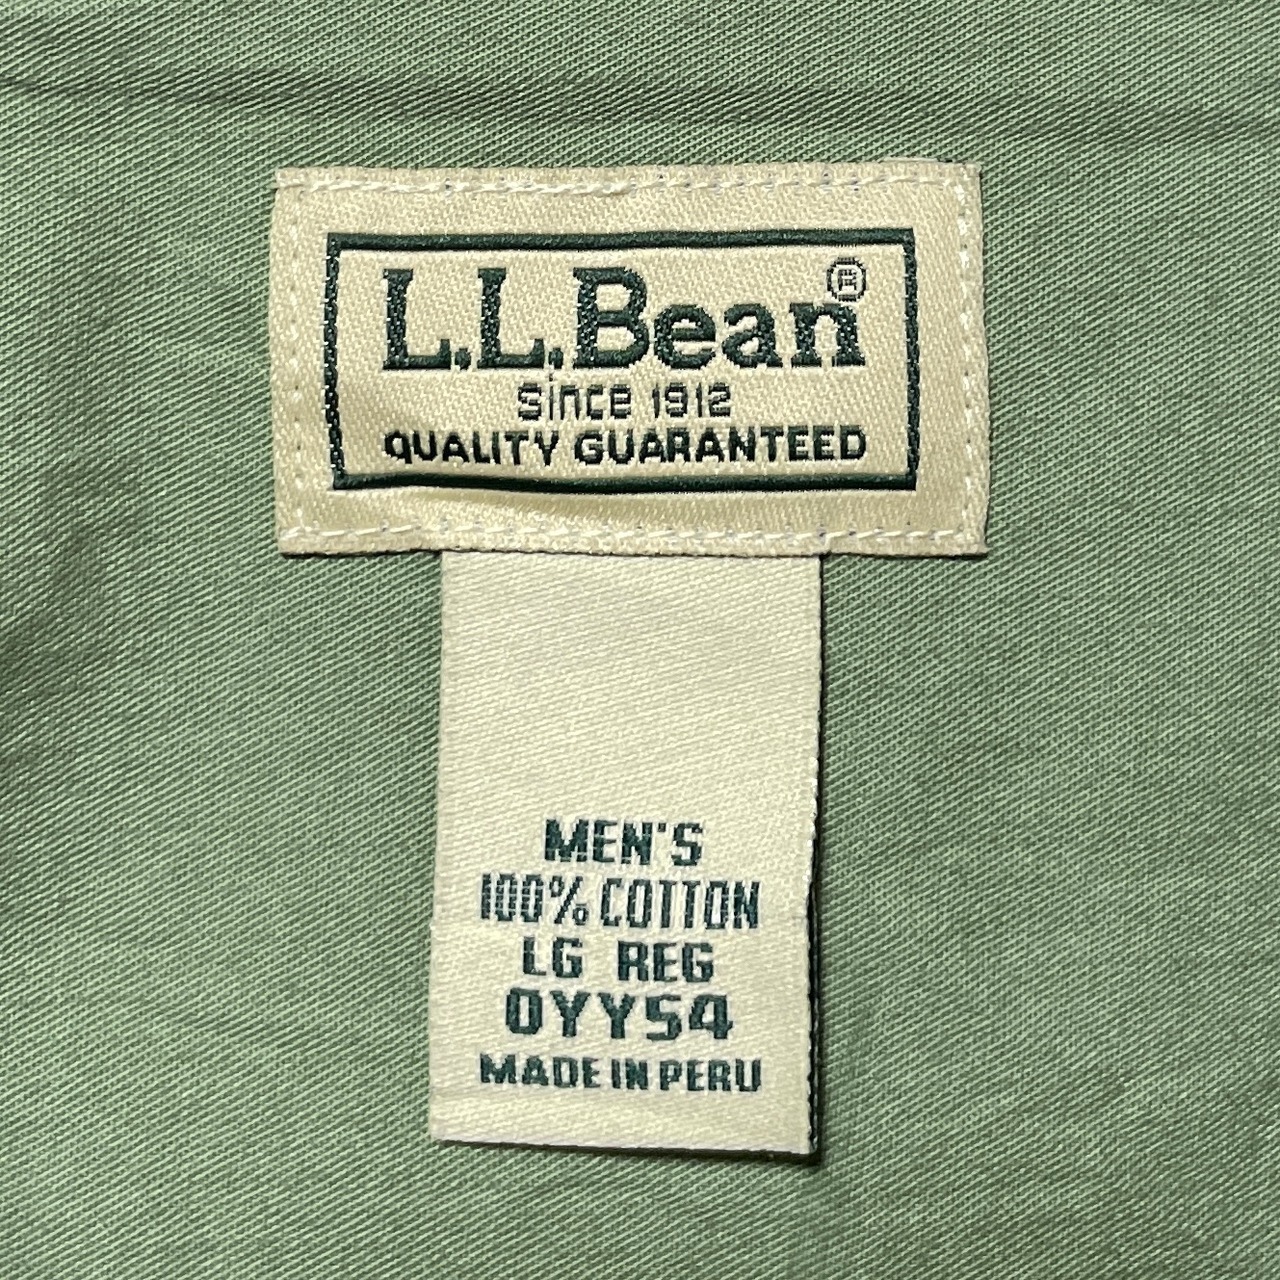 L.L.Bean®
Since 1912
QUALITY GUARANTEED
MEN'S
100% COTTON
LG REG
0YY54
MADE IN PERU